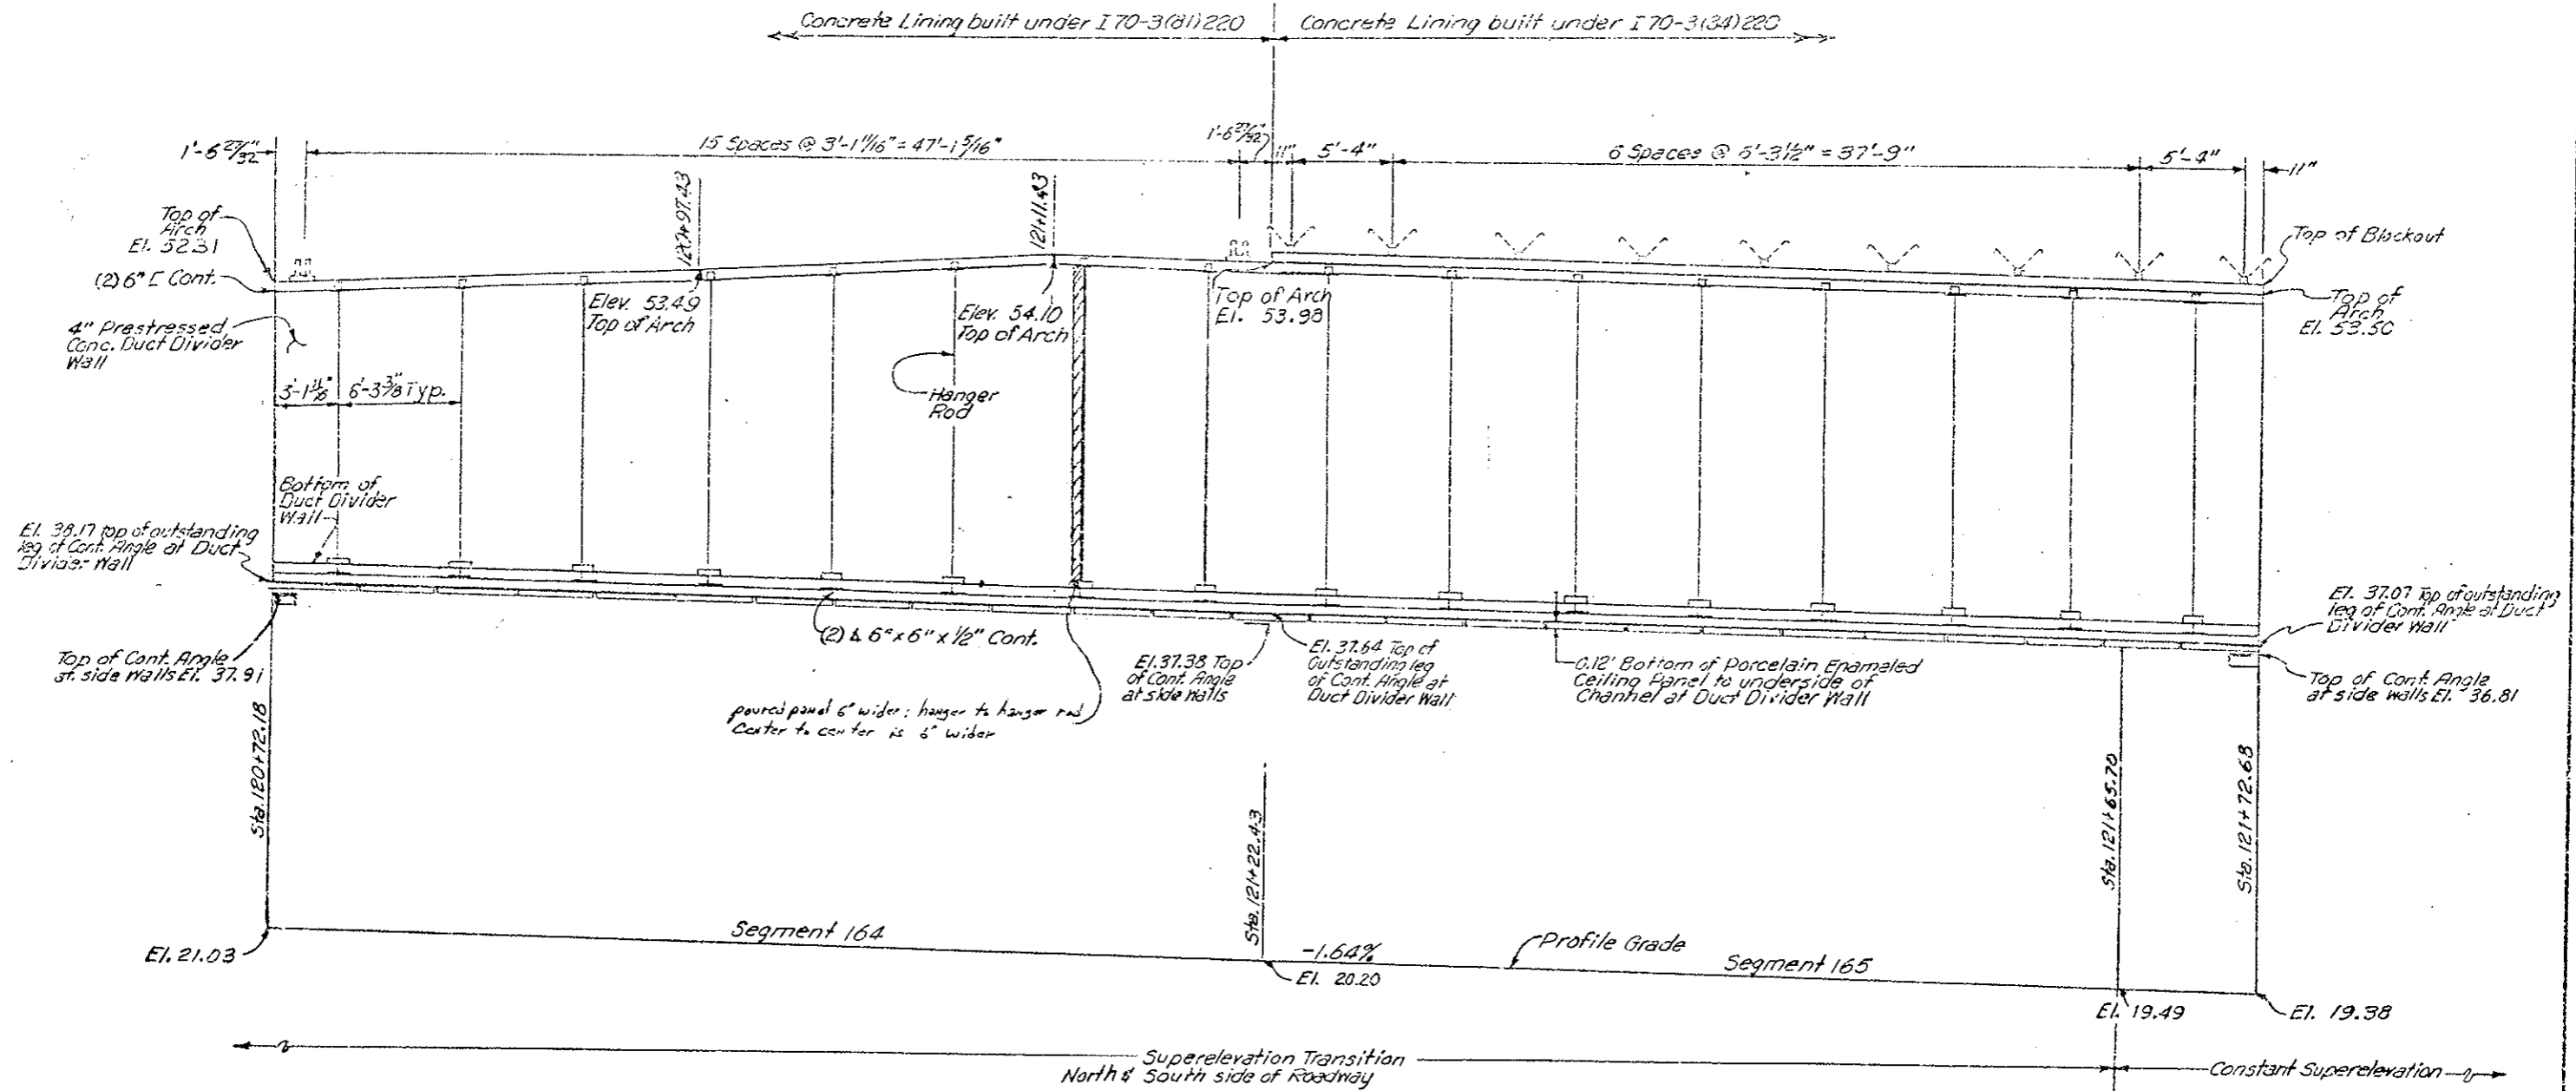 Concrete Lining built under I 70-3(81)220
Concrete Lining built under I 70-3(34)220
1'-6 27/32"
15 Spaces @ 3'-1 11/16" = 47'-1 5/16"
1'-6 27/32"
11"
5'-4"
6 Spaces @ 6'-3 1/2" = 37'-9"
5'-4"
11"
Top of
Arch
El. 52.31
(2) 6" [ Cont.
4" Prestressed
Conc. Duct Divider
Wall
120+97.43
121+11.43
Elev. 53.49
Top of Arch
Elev. 54.10
Top of Arch
Top of Arch
El. 53.98
Top of Blockout
Top of
Arch
El. 53.50
3'-1 11/16"
6'-3 3/8" Typ.
Hanger
Rod
Bottom of
Duct Divider
Wall
El. 38.17 top of outstanding
leg of Cont. Angle at Duct
Divider Wall
Top of Cont. Angle
at side walls El. 37.91
(2) ∟ 6" x 6" x 1/2" Cont.
poured panel 6" wider; hanger to hanger rod
Center to center is 6" wider
El. 37.38 Top
of Cont. Angle
at side walls
El. 37.64 Top of
Outstanding leg
of Cont. Angle at
Duct Divider Wall
0.12' Bottom of Porcelain Enameled
Ceiling Panel to underside of
Channel at Duct Divider Wall
El. 37.07 Top of outstanding
leg of Cont. Angle at Duct
Divider Wall
Top of Cont. Angle
at side walls El. 36.81
Sta. 120+72.18
Sta. 121+22.43
Sta. 121+65.70
Sta. 121+72.68
El. 21.03
Segment 164
-1.64%
El. 20.20
Profile Grade
Segment 165
El. 19.49
El. 19.38
Superelevation Transition
North & South side of Roadway
Constant Superelevation